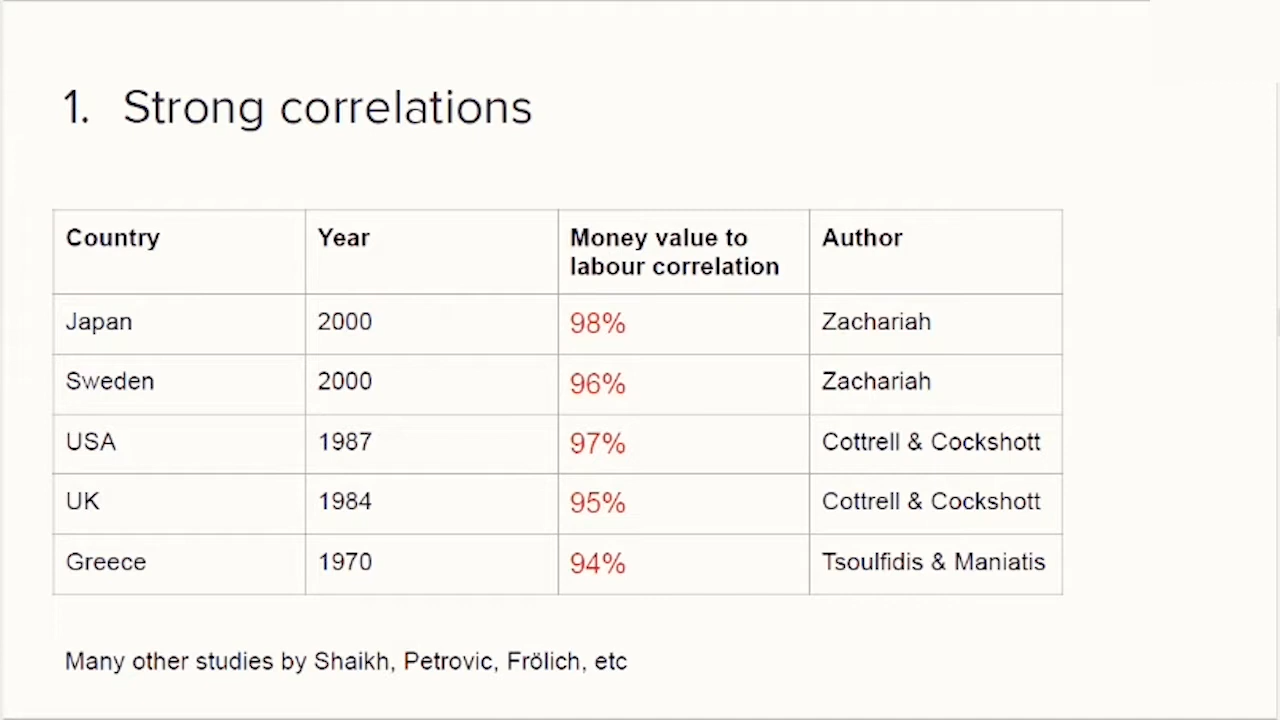 1. Strong correlations
Country Year Money value to labour correlation Author
Japan 2000 98% Zachariah
Sweden 2000 96% Zachariah
USA 1987 97% Cottrell & Cockshott
UK 1984 95% Cottrell & Cockshott
Greece 1970 94% Tsoulfidis & Maniatis
Many other studies by Shaikh, Petrovic, Frölich, etc